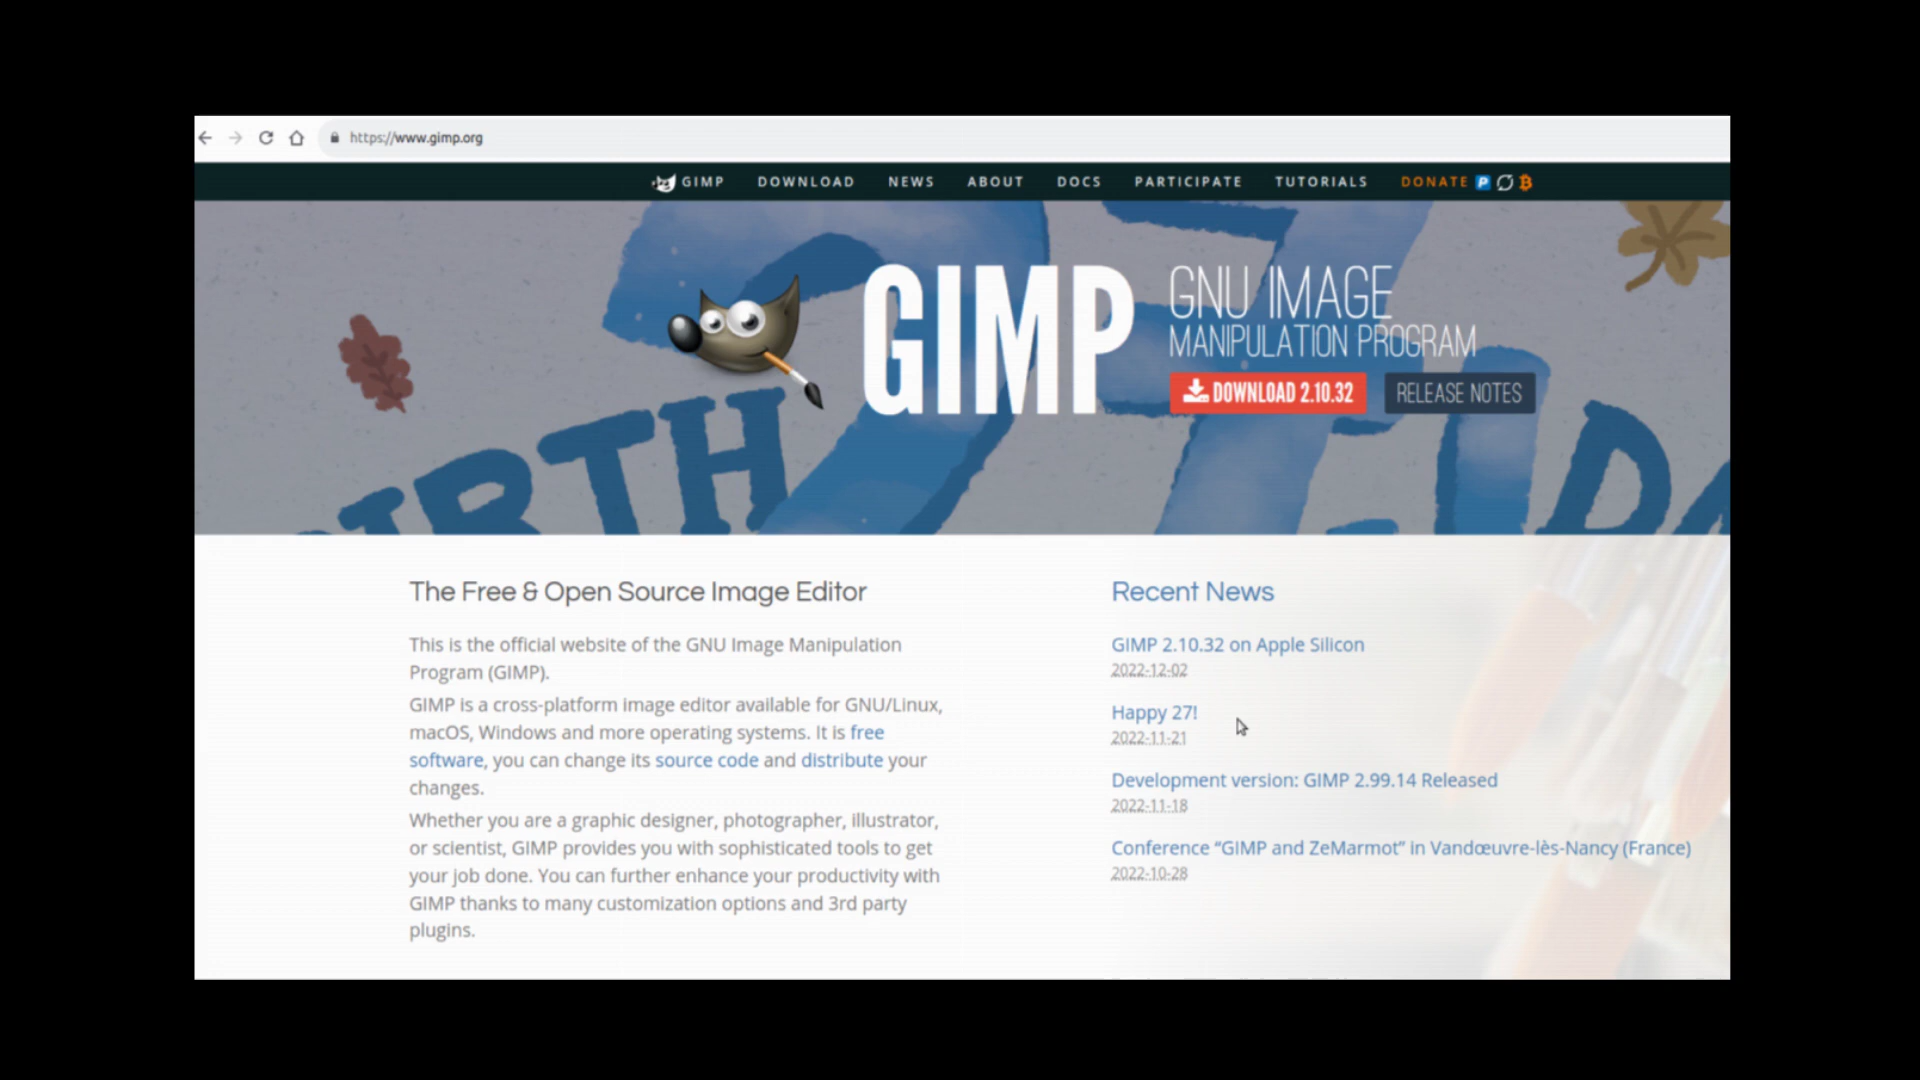 https://www.gimp.org
GIMP DOWNLOAD NEWS ABOUT DOCS PARTICIPATE TUTORIALS DONATE
GIMP
GNU IMAGE
MANIPULATION PROGRAM
DOWNLOAD 2.10.32 RELEASE NOTES
27
BIRTH DA
The Free & Open Source Image Editor
This is the official website of the GNU Image Manipulation
Program (GIMP).
GIMP is a cross-platform image editor available for GNU/Linux,
macOS, Windows and more operating systems. It is free
software, you can change its source code and distribute your
changes.
Whether you are a graphic designer, photographer, illustrator,
or scientist, GIMP provides you with sophisticated tools to get
your job done. You can further enhance your productivity with
GIMP thanks to many customization options and 3rd party
plugins.
Recent News
GIMP 2.10.32 on Apple Silicon
2022-12-02
Happy 27!
2022-11-21
Development version: GIMP 2.99.14 Released
2022-11-18
Conference “GIMP and ZeMarmot” in Vandœuvre-lès-Nancy (France)
2022-10-28